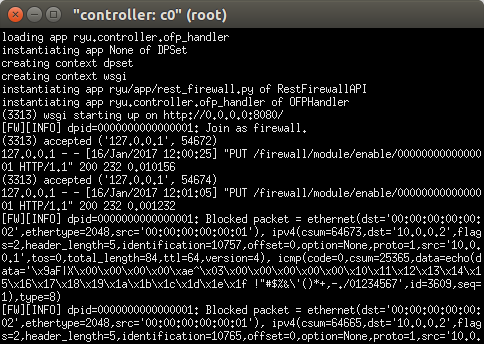 "controller: c0" (root)
loading app ryu.controller.ofp_handler
instantiating app None of DPSet
creating context dpset
creating context wsgi
instantiating app ryu/app/rest_firewall.py of RestFirewallAPI
instantiating app ryu.controller.ofp_handler of OFPHandler
(3313) wsgi starting up on http://0.0.0.0:8080/
[FW][INFO] dpid=0000000000000001: Join as firewall.
(3313) accepted ('127.0.0.1', 54672)
127.0.0.1 - - [16/Jan/2017 12:00:25] "PUT /firewall/module/enable/00000000000000
01 HTTP/1.1" 200 232 0.010156
(3313) accepted ('127.0.0.1', 54674)
127.0.0.1 - - [16/Jan/2017 12:01:05] "PUT /firewall/module/enable/00000000000000
01 HTTP/1.1" 200 232 0.001232
[FW][INFO] dpid=0000000000000001: Blocked packet = ethernet(dst='00:00:00:00:00:
02',ethertype=2048,src='00:00:00:00:00:01'), ipv4(csum=64673,dst='10.0.0.2',flag
s=2,header_length=5,identification=10757,offset=0,option=None,proto=1,src='10.0.
0.1',tos=0,total_length=84,ttl=64,version=4), icmp(code=0,csum=25365,data=echo(d
ata='\x9aF|X\x00\x00\x00\x00\xae^\x03\x00\x00\x00\x00\x00\x10\x11\x12\x13\x14\x1
5\x16\x17\x18\x19\x1a\x1b\x1c\x1d\x1e\x1f !"#$%&\'()*+,-./01234567',id=3609,seq=
1),type=8)
[FW][INFO] dpid=0000000000000001: Blocked packet = ethernet(dst='00:00:00:00:00:
02',ethertype=2048,src='00:00:00:00:00:01'), ipv4(csum=64665,dst='10.0.0.2',flag
s=2,header_length=5,identification=10765,offset=0,option=None,proto=1,src='10.0.